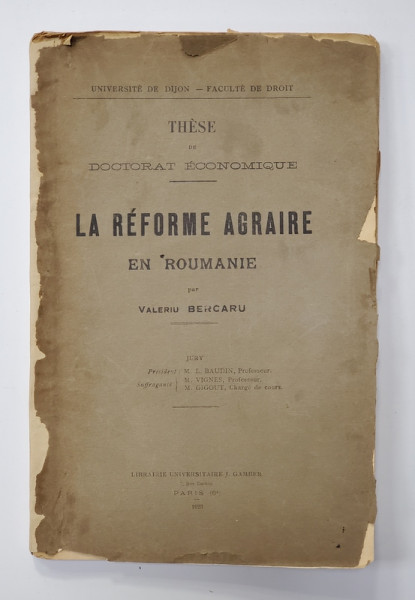 UNIVERSITÉ DE DIJON — FACULTÉ DE DROIT
THÈSE
DE
DOCTORAT ÉCONOMIQUE
LA RÉFORME AGRAIRE
EN ROUMANIE
par
VALERIU BERCARU
JURY
Président : M. L. BAUDIN, Professeur.
Suffragants M. VIGNES, Professeur.
M. GIGOUT, Chargé de cours.
LIBRAIRIE UNIVERSITAIRE J. GAMBER
PARIS